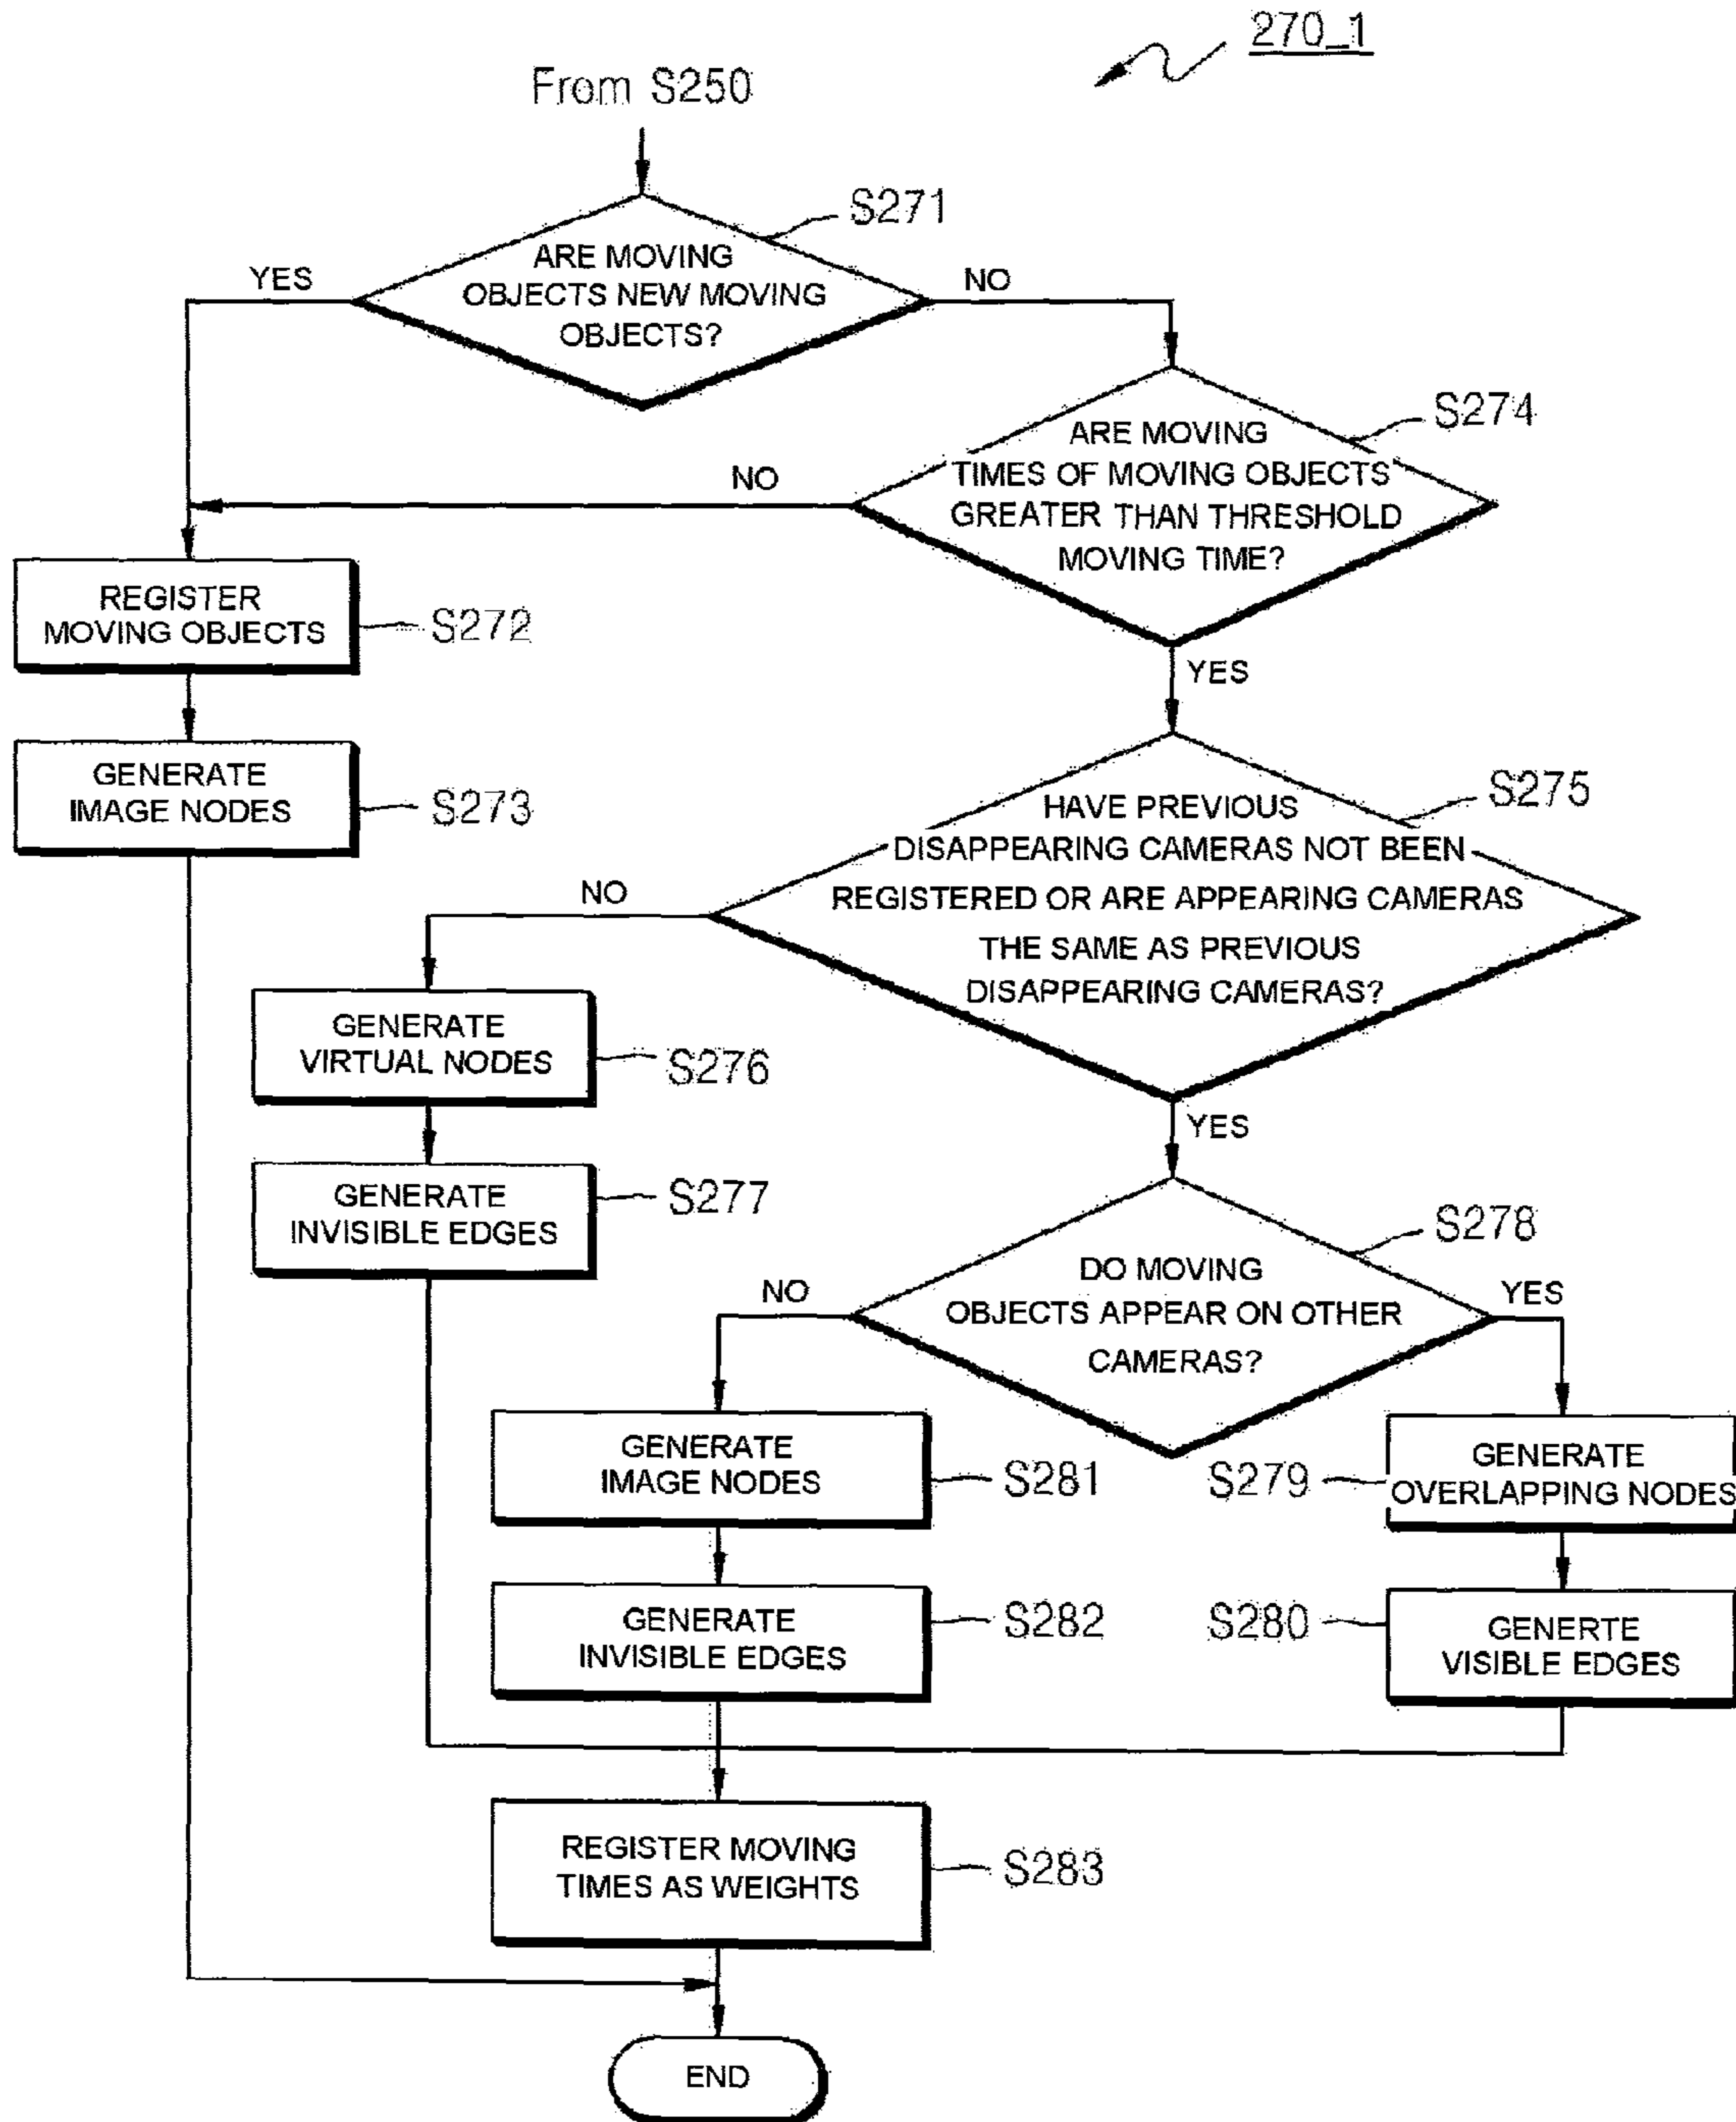 270_1
From S250
S271
ARE MOVING
OBJECTS NEW MOVING
OBJECTS?
YES
NO
S274
ARE MOVING
TIMES OF MOVING OBJECTS
GREATER THAN THRESHOLD
MOVING TIME?
NO
YES
REGISTER
MOVING OBJECTS
S272
GENERATE
IMAGE NODES
S273
S275
HAVE PREVIOUS
DISAPPEARING CAMERAS NOT BEEN
REGISTERED OR ARE APPEARING CAMERAS
THE SAME AS PREVIOUS
DISAPPEARING CAMERAS?
NO
YES
GENERATE
VIRTUAL NODES
S276
GENERATE
INVISIBLE EDGES
S277
S278
DO MOVING
OBJECTS APPEAR ON OTHER
CAMERAS?
NO
YES
GENERATE
IMAGE NODES
S281
S279
GENERATE
OVERLAPPING NODES
GENERATE
INVISIBLE EDGES
S282
S280
GENERTE
VISIBLE EDGES
REGISTER MOVING
TIMES AS WEIGHTS
S283
END